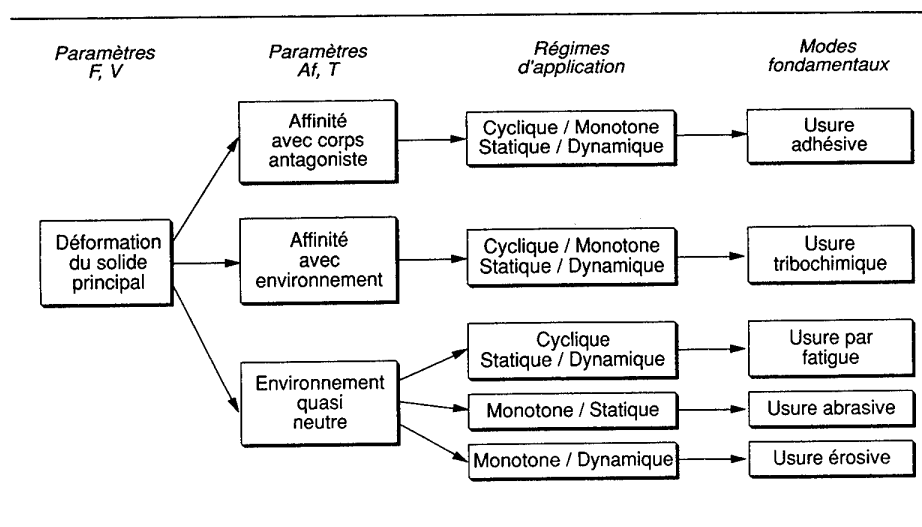 Paramètres
F, V
Paramètres
Af, T
Régimes
d'application
Modes
fondamentaux
Déformation
du solide
principal
Affinité
avec corps
antagoniste
Cyclique / Monotone
Statique / Dynamique
Usure
adhésive
Affinité
avec
environnement
Cyclique / Monotone
Statique / Dynamique
Usure
tribochimique
Environnement
quasi
neutre
Cyclique
Statique / Dynamique
Usure par
fatigue
Monotone / Statique
Usure abrasive
Monotone / Dynamique
Usure érosive